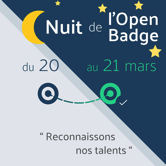 Nuit de l'Open
Badge
du 20 au 21 mars
“ Reconnaissons
nos talents ”